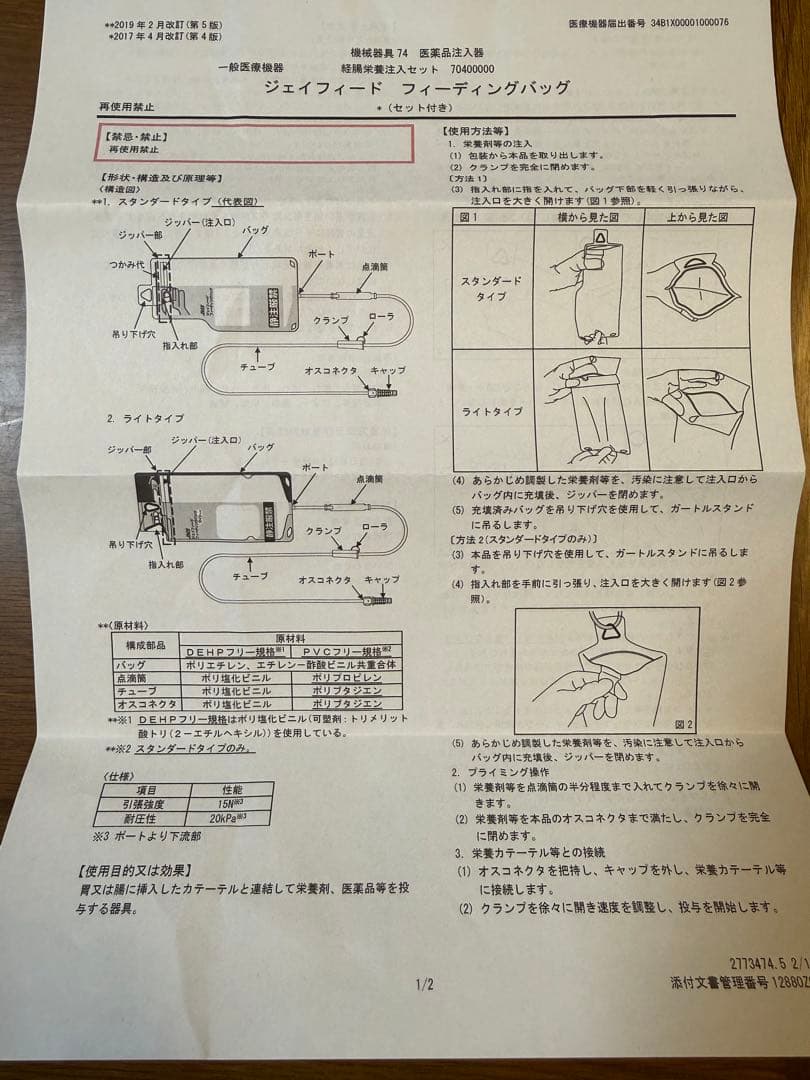 **2019年2月改訂(第5版)
*2017年4月改訂(第4版)
医療機器届出番号 34B1X00001000076
機械器具74 医薬品注入器
一般医療機器 経腸栄養注入セット 70400000
ジェイフィード フィーディングバッグ
再使用禁止
*(セット付き)
【禁忌・禁止】
再使用禁止
【形状・構造及び原理等】
〈構造図〉
**1. スタンダードタイプ(代表図)
ジッパー(注入口)
ジッパー部
バッグ
つかみ代
ポート
点滴筒
静注厳禁
クランプ
ローラ
吊り下げ穴
指入れ部
チューブ
オスコネクタ
キャップ
2. ライトタイプ
ジッパー(注入口)
ジッパー部
バッグ
ポート
点滴筒
静注厳禁
クランプ
ローラ
吊り下げ穴
指入れ部
チューブ
オスコネクタ
キャップ
**〈原材料〉
構成部品 原材料
DEHPフリー規格※1 PVCフリー規格※2
バッグ ポリエチレン、エチレン-酢酸ビニル共重合体
点滴筒 ポリ塩化ビニル ポリプロピレン
チューブ ポリ塩化ビニル ポリブタジエン
オスコネクタ ポリ塩化ビニル ポリブタジエン
**※1 DEHPフリー規格はポリ塩化ビニル(可塑剤:トリメリット
酸トリ(2-エチルヘキシル))を使用している。
**※2 スタンダードタイプのみ。
〈仕様〉
項目 性能
引張強度 15N※3
耐圧性 20kPa※3
※3 ポートより下流部
【使用目的又は効果】
胃又は腸に挿入したカテーテルと連結して栄養剤、医薬品等を投
与する器具。
【使用方法等】
1. 栄養剤等の注入
(1) 包装から本品を取り出します。
(2) クランプを完全に閉めます。
[方法1]
(3) 指入れ部に指を入れて、バッグ下部を軽く引っ張りながら、
注入口を大きく開けます(図1参照)。
図1 横から見た図 上から見た図
スタンダード
タイプ
ライトタイプ
(4) あらかじめ調製した栄養剤等を、汚染に注意して注入口から
バッグ内に充填後、ジッパーを閉めます。
(5) 充填済みバッグを吊り下げ穴を使用して、ガートルスタンド
に吊るします。
[方法2(スタンダードタイプのみ)]
(3) 本品を吊り下げ穴を使用して、ガートルスタンドに吊るしま
す。
(4) 指入れ部を手前に引っ張り、注入口を大きく開けます(図2参
照)。
図2
(5) あらかじめ調製した栄養剤等を、汚染に注意して注入口から
バッグ内に充填後、ジッパーを閉めます。
2. プライミング操作
(1) 栄養剤等を点滴筒の半分程度まで入れてクランプを徐々に開
きます。
(2) 栄養剤等を本品のオスコネクタまで満たし、クランプを完全
に閉めます。
3. 栄養カテーテル等との接続
(1) オスコネクタを把持し、キャップを外し、栄養カテーテル等
に接続します。
(2) クランプを徐々に開き速度を調整し、投与を開始します。
2773474.5 2/1
1/2
添付文書管理番号 12880Z